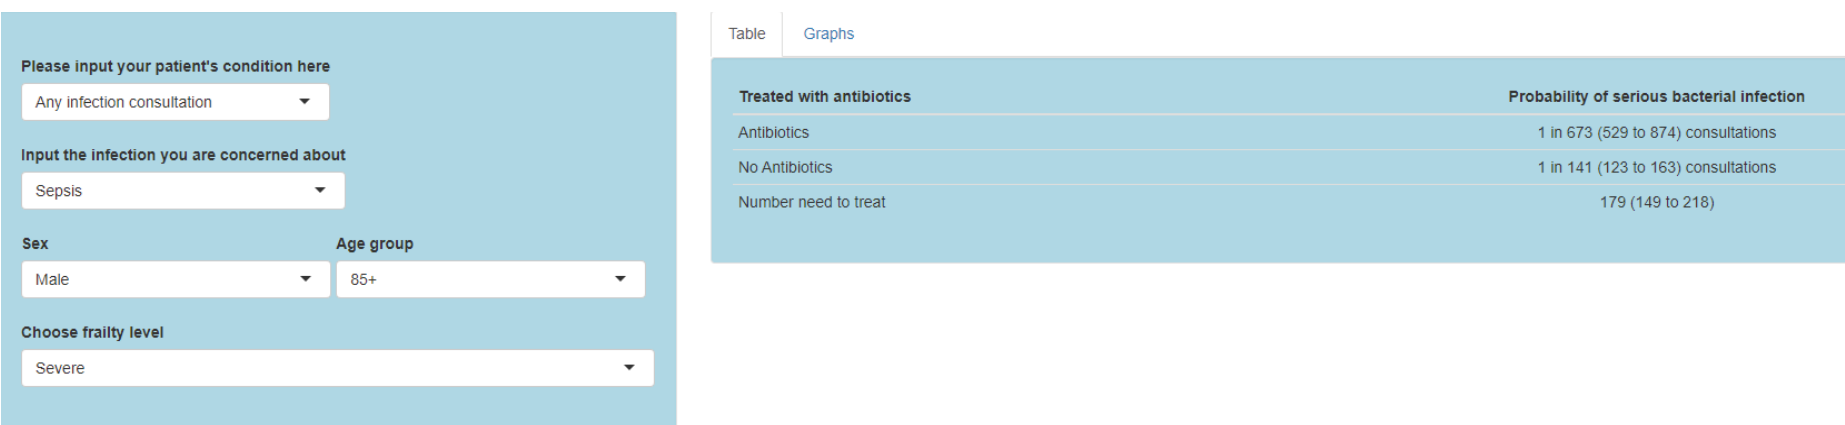 Please input your patient's condition here
Any infection consultation
Input the infection you are concerned about
Sepsis
Sex Age group
Male 85+
Choose frailty level
Severe
Table Graphs
Treated with antibiotics Probability of serious bacterial infection
Antibiotics 1 in 673 (529 to 874) consultations
No Antibiotics 1 in 141 (123 to 163) consultations
Number need to treat 179 (149 to 218)